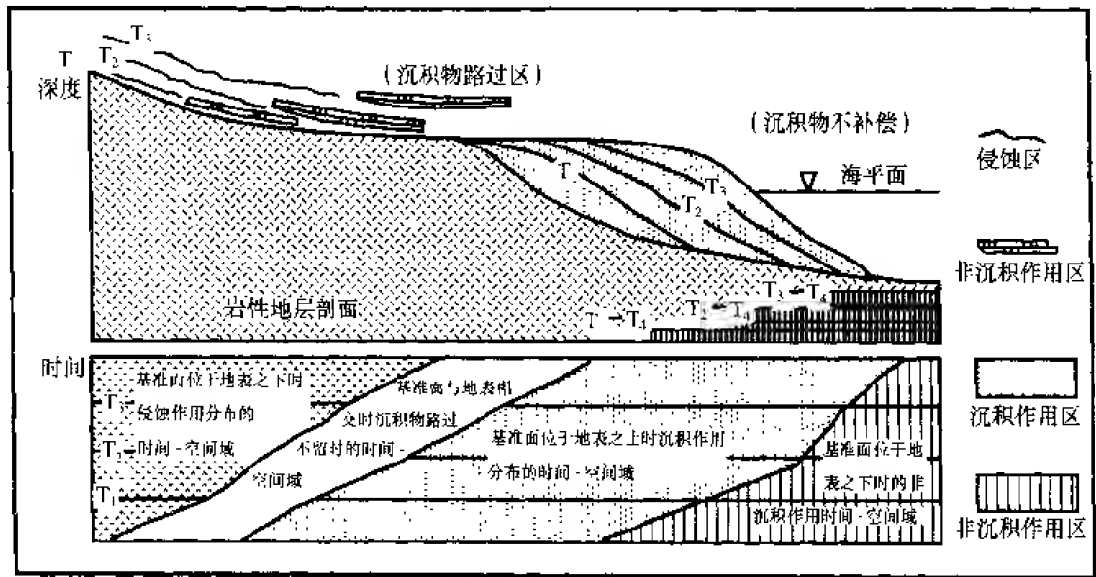 T₃
T₂
T
深度
(沉积物路过区)
(沉积物不补偿)
海平面
侵蚀区
T
T₃
T₂
非沉积作用区
岩性地层剖面
T₃ T₄
T₂ T₄
T T₄
时间
基准面位于地表之下时
侵蚀作用分布的
时间-空间域
基准面与地表相
交时沉积物路过
不留封的时间-
空间域
基准面位于地表之上时沉积作用
分布的时间-空间域
基准面位于地
表之下时的非
沉积作用时间-空间域
T₁
沉积作用区
非沉积作用区